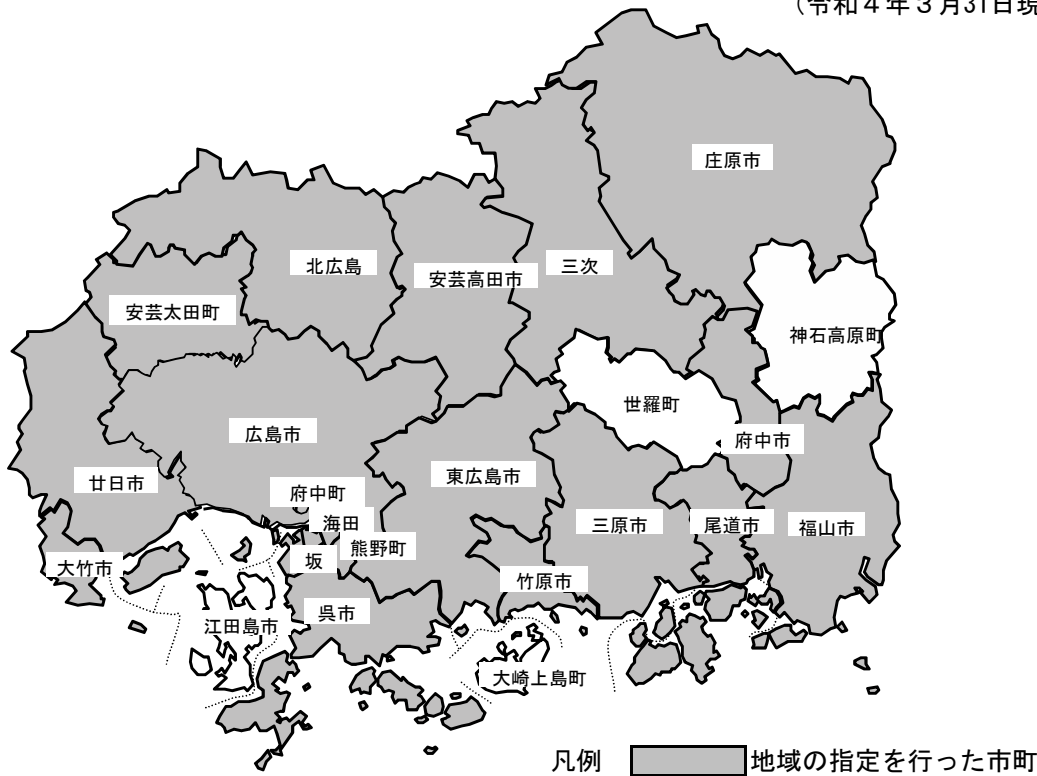 （令和４年３月31日現
庄原市
北広島
安芸高田市
三次
安芸太田町
神石高原町
世羅町
広島市
府中市
東広島市
廿日市
府中町
海田
三原市
尾道市
福山市
熊野町
坂
大竹市
竹原市
呉市
江田島市
大崎上島町
凡例
地域の指定を行った市町